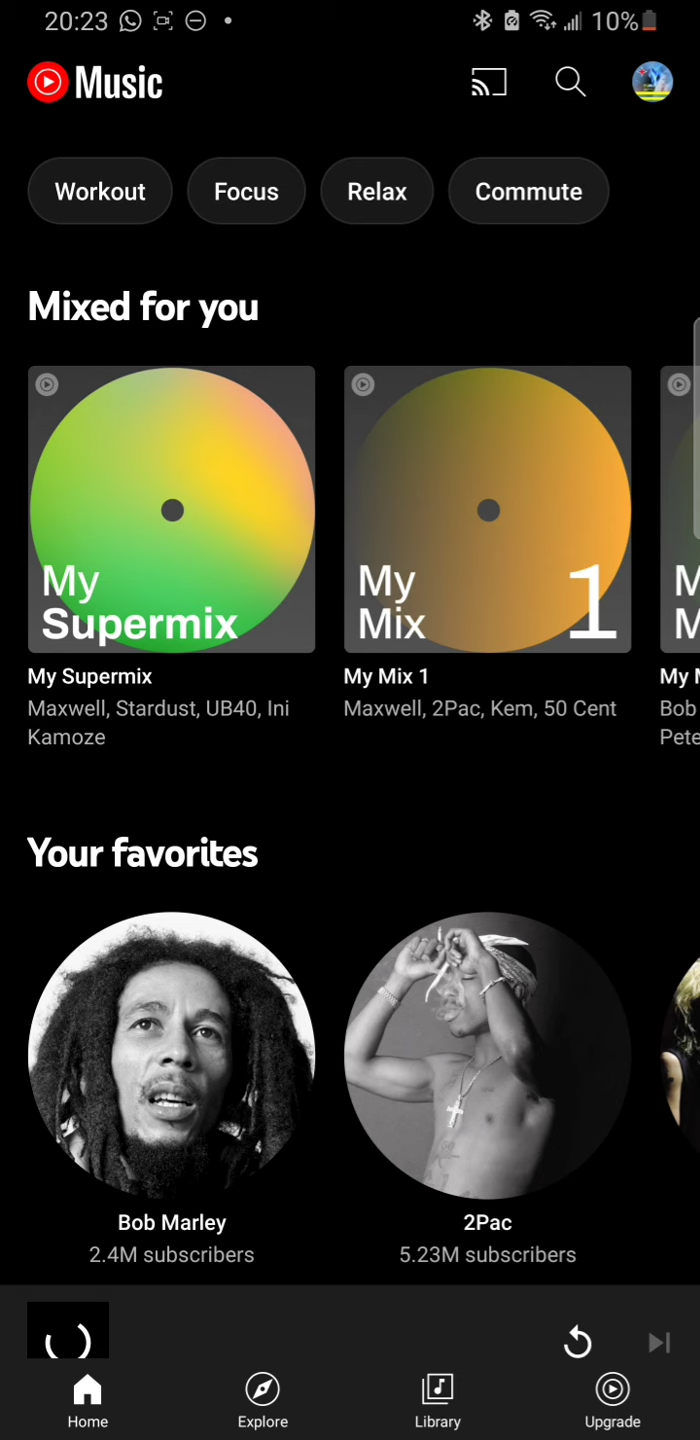 20:23 10%
Music
Workout Focus Relax Commute
Mixed for you
My
Supermix
My
Mix 1
My Supermix
Maxwell, Stardust, UB40, Ini
Kamoze
My Mix 1
Maxwell, 2Pac, Kem, 50 Cent
Bob
Your favorites
Bob Marley
2.4M subscribers
2Pac
5.23M subscribers
Home Explore Library Upgrade